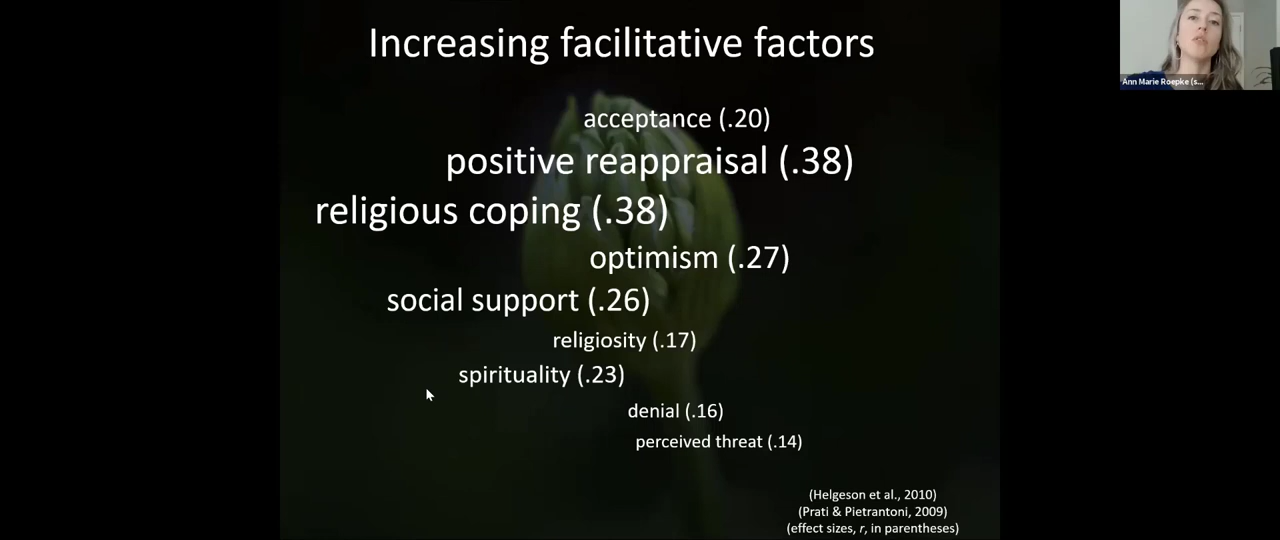 Increasing facilitative factors
Ann Marie Roepke (s...
acceptance (.20)
positive reappraisal (.38)
religious coping (.38)
optimism (.27)
social support (.26)
religiosity (.17)
spirituality (.23)
denial (.16)
perceived threat (.14)
(Helgeson et al., 2010)
(Prati & Pietrantoni, 2009)
(effect sizes, r, in parentheses)